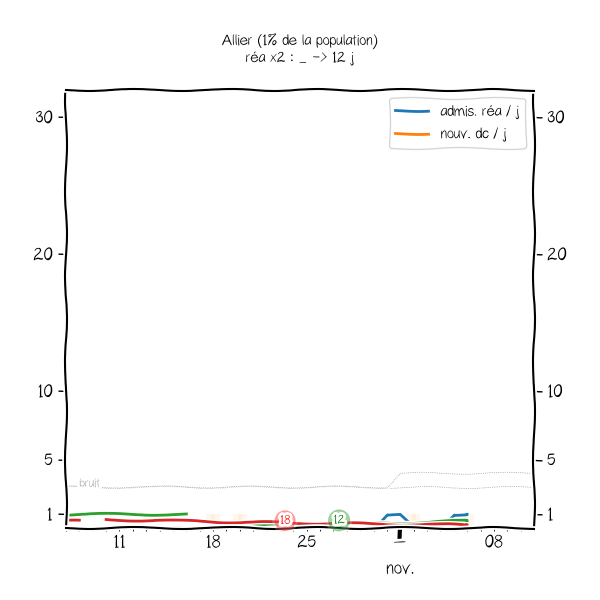 Allier (1% de la population)
réa x2 : _ -> 12 j
admis. réa / j
nouv. dc / j
30
30
20
20
10
10
5
5
bruit
1
1
18
12
11
18
25
1
08
nov.